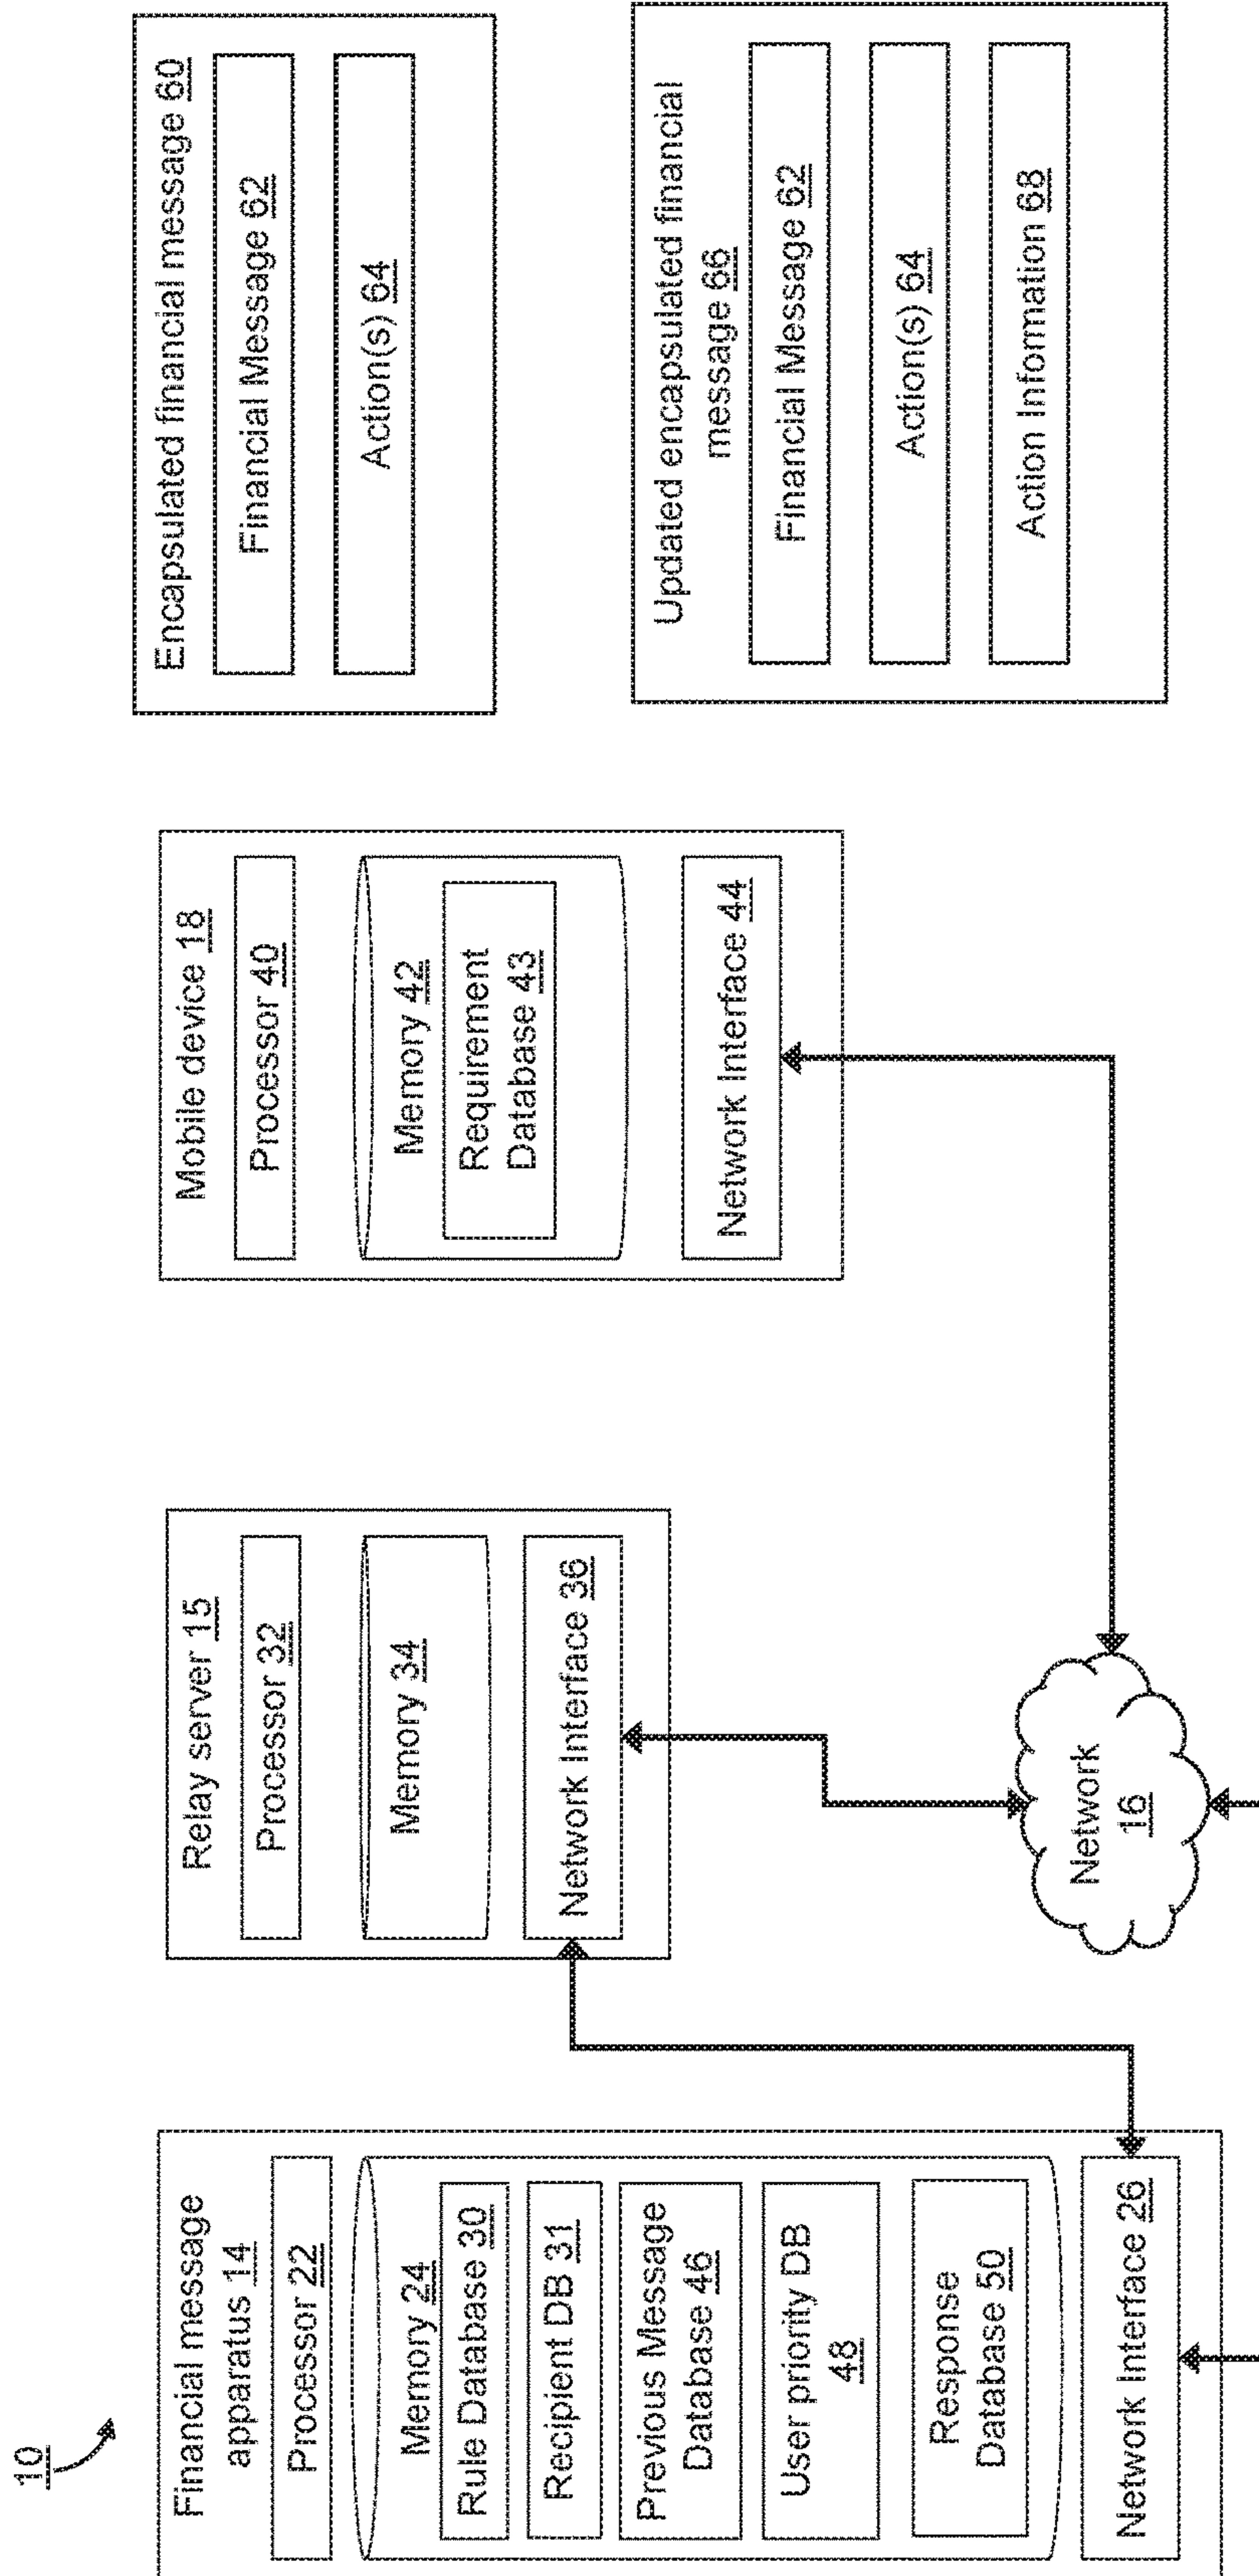 10
Financial message
apparatus 14
Processor 22
Memory 24
Rule Database 30
Recipient DB 31
Previous Message
Database 46
User priority DB
48
Response
Database 50
Network Interface 26
Relay server 15
Processor 32
Memory 34
Network Interface 36
Network
16
Mobile device 18
Processor 40
Memory 42
Requirement
Database 43
Network Interface 44
Encapsulated financial message 60
Financial Message 62
Action(s) 64
Updated encapsulated financial
message 66
Financial Message 62
Action(s) 64
Action Information 68